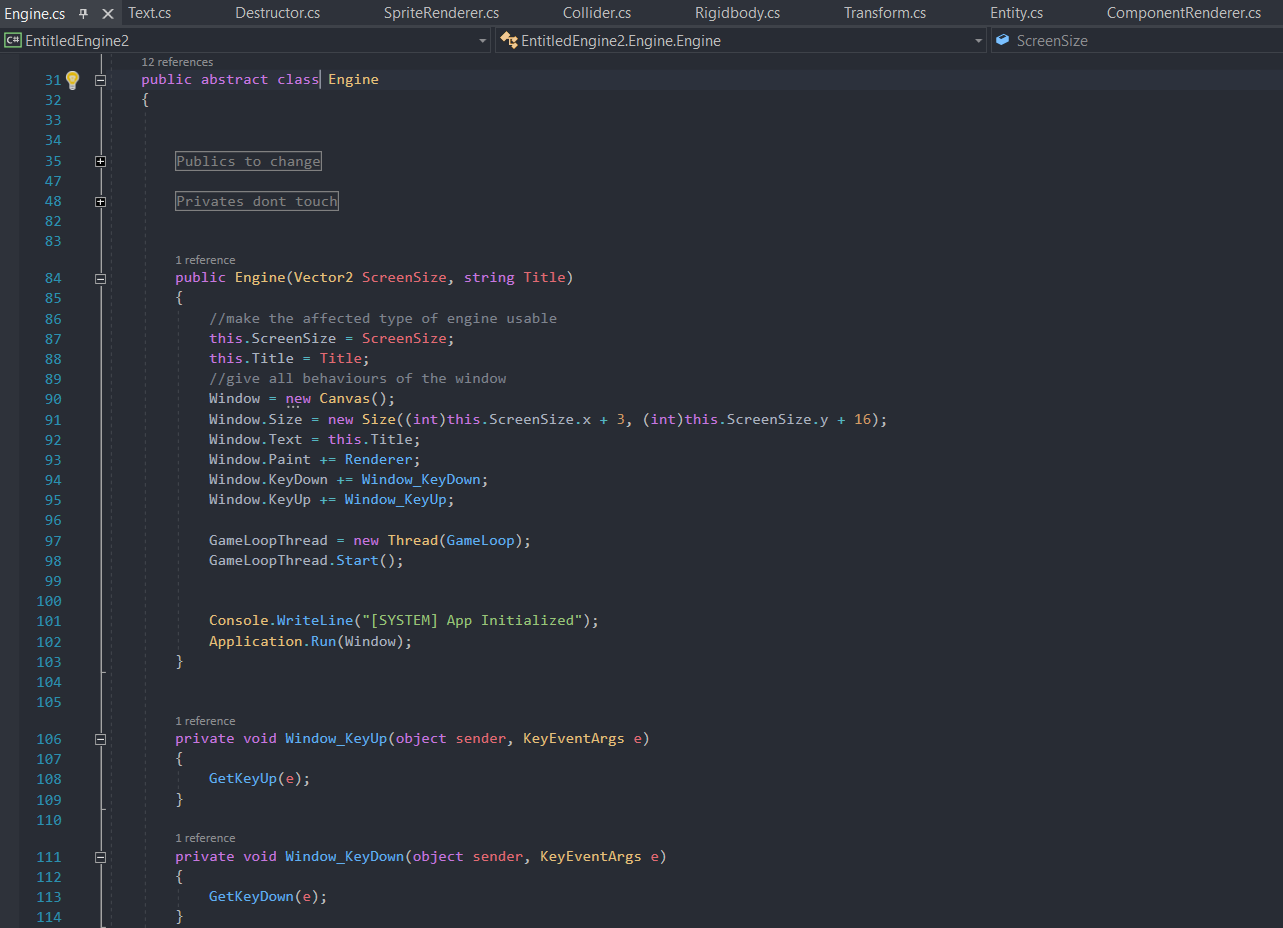 Engine.cs Text.cs Destructor.cs SpriteRenderer.cs Collider.cs Rigidbody.cs Transform.cs Entity.cs ComponentRenderer.cs
C# EntitledEngine2 EntitledEngine2.Engine.Engine ScreenSize
12 references
31 public abstract class Engine
32 {
33
34
35 Publics to change
47
48 Privates dont touch
82
83
1 reference
84 public Engine(Vector2 ScreenSize, string Title)
85 {
86 //make the affected type of engine usable
87 this.ScreenSize = ScreenSize;
88 this.Title = Title;
89 //give all behaviours of the window
90 Window = new Canvas();
91 Window.Size = new Size((int)this.ScreenSize.x + 3, (int)this.ScreenSize.y + 16);
92 Window.Text = this.Title;
93 Window.Paint += Renderer;
94 Window.KeyDown += Window_KeyDown;
95 Window.KeyUp += Window_KeyUp;
96
97 GameLoopThread = new Thread(GameLoop);
98 GameLoopThread.Start();
99
100
101 Console.WriteLine("[SYSTEM] App Initialized");
102 Application.Run(Window);
103 }
104
105
1 reference
106 private void Window_KeyUp(object sender, KeyEventArgs e)
107 {
108 GetKeyUp(e);
109 }
110
1 reference
111 private void Window_KeyDown(object sender, KeyEventArgs e)
112 {
113 GetKeyDown(e);
114 }